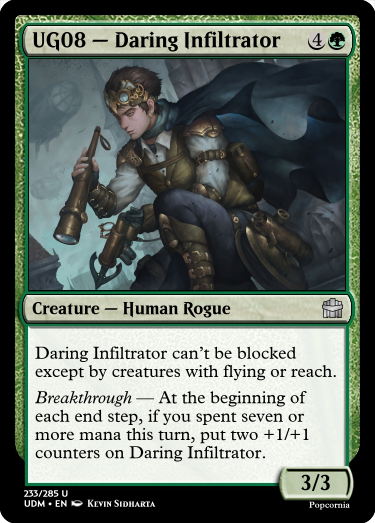 UG08 — Daring Infiltrator 4
Creature — Human Rogue
Daring Infiltrator can't be blocked
except by creatures with flying or reach.
Breakthrough — At the beginning of
each end step, if you spent seven or
more mana this turn, put two +1/+1
counters on Daring Infiltrator.
3/3
233/285 U
UDM • EN Kevin Sidharta
Popcornia